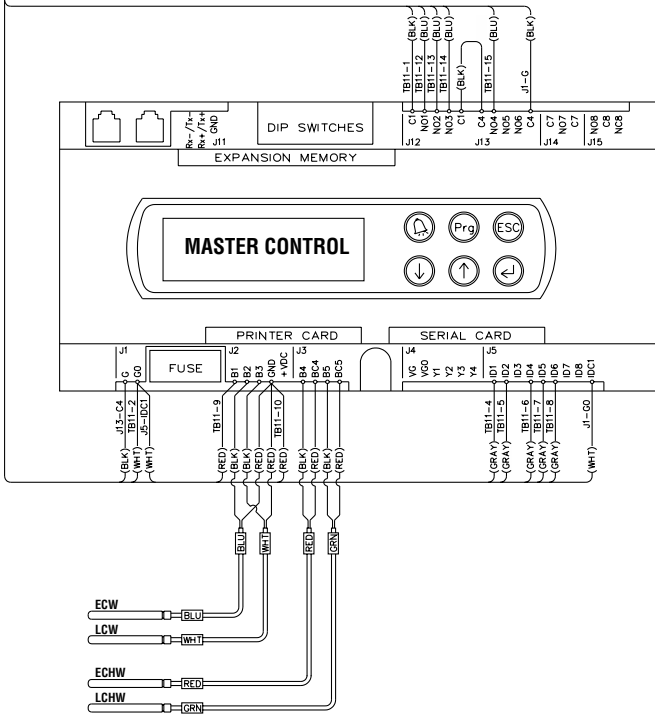 (BLK)
(BLU)
(BLU)
(BLU)
(BLK)
(BLU)
(BLK)
TB11-1
TB11-12
TB11-13
TB11-14
TB11-15
J1-G
Rx-/Tx-
Rx+/Tx+
GND
J11
DIP SWITCHES
C1
NO1
NO2
NO3
C1
C4
NO4
NO5
NO6
C4
C7
NO7
C7
NO8
C8
NC8
J12
J13
J14
J15
EXPANSION MEMORY
MASTER CONTROL
Prg
ESC
PRINTER CARD
SERIAL CARD
J1
G
G0
FUSE
J2
B1
B2
B3
GND
+VDC
J3
B4
BC4
B5
BC5
J4
VG
VG0
Y1
Y2
Y3
Y4
J5
ID1
ID2
ID3
ID4
ID5
ID6
ID7
ID8
IDC1
J13-C4
TB11-2
J5-IDC1
TB11-9
TB11-10
TB11-4
TB11-5
TB11-6
TB11-7
TB11-8
J1-G0
(BLK)
(WHT)
(WHT)
(RED)
(BLK)
(BLK)
(RED)
(RED)
(RED)
(BLK)
(RED)
(BLK)
(RED)
(GRAY)
(GRAY)
(GRAY)
(GRAY)
(GRAY)
(WHT)
BLU
WHT
RED
GRN
ECW
BLU
LCW
WHT
ECHW
RED
LCHW
GRN